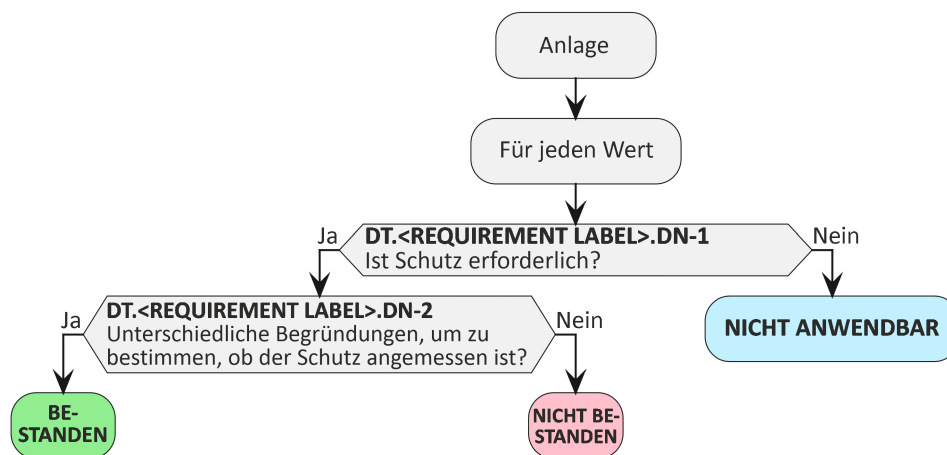 Anlage
Für jeden Wert
Ja
DT.<REQUIREMENT LABEL>.DN-1
Nein
Ist Schutz erforderlich?
Ja
DT.<REQUIREMENT LABEL>.DN-2
Nein
Unterschiedliche Begründungen, um zu
bestimmen, ob der Schutz angemessen ist?
NICHT ANWENDBAR
BE-
STANDEN
NICHT BE-
STANDEN